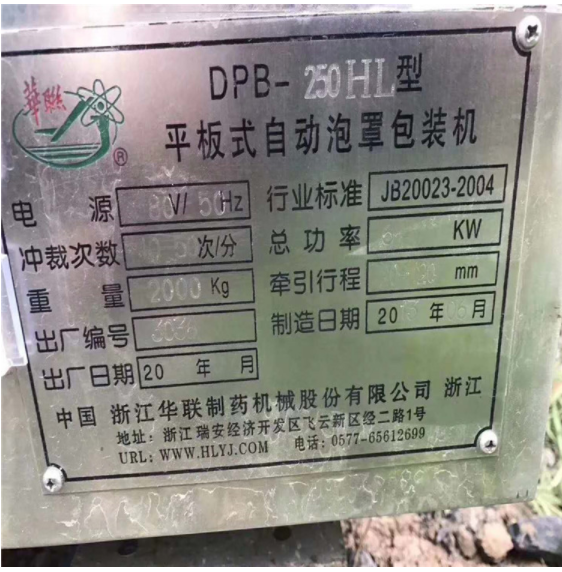 華聯
®
DPB-250HL型
平板式自动泡罩包装机
电 源 80V/50Hz 行业标准 JB20023-2004
冲裁次数 次/分 总功率 KW
重 量 2000Kg 牵引行程 mm
出厂编号 制造日期 20 年 月
出厂日期 20 年 月
中国 浙江华联制药机械股份有限公司 浙江
地址: 浙江瑞安经济开发区飞云新区经二路1号
URL: WWW.HLYJ.COM 电话: 0577-65612699